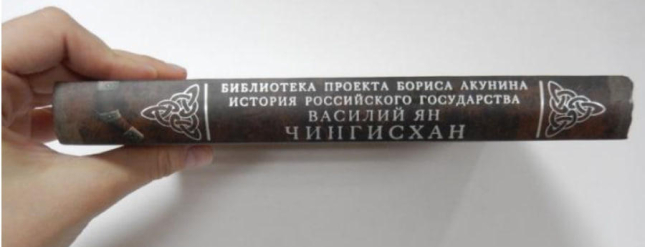 БИБЛИОТЕКА ПРОЕКТА БОРИСА АКУНИНА
ИСТОРИЯ РОССИЙСКОГО ГОСУДАРСТВА
ВАСИЛИЙ ЯН
ЧИНГИСХАН